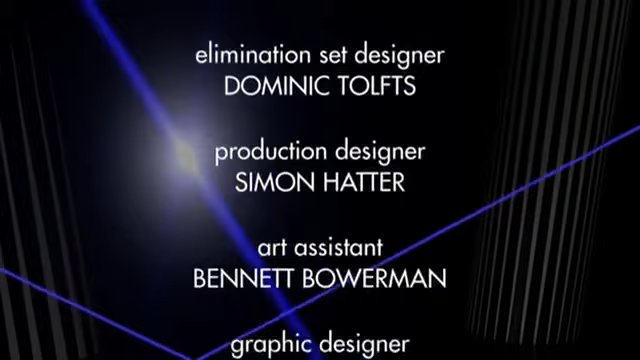 elimination set designer
DOMINIC TOLFTS
production designer
SIMON HATTER
art assistant
BENNETT BOWERMAN
graphic designer